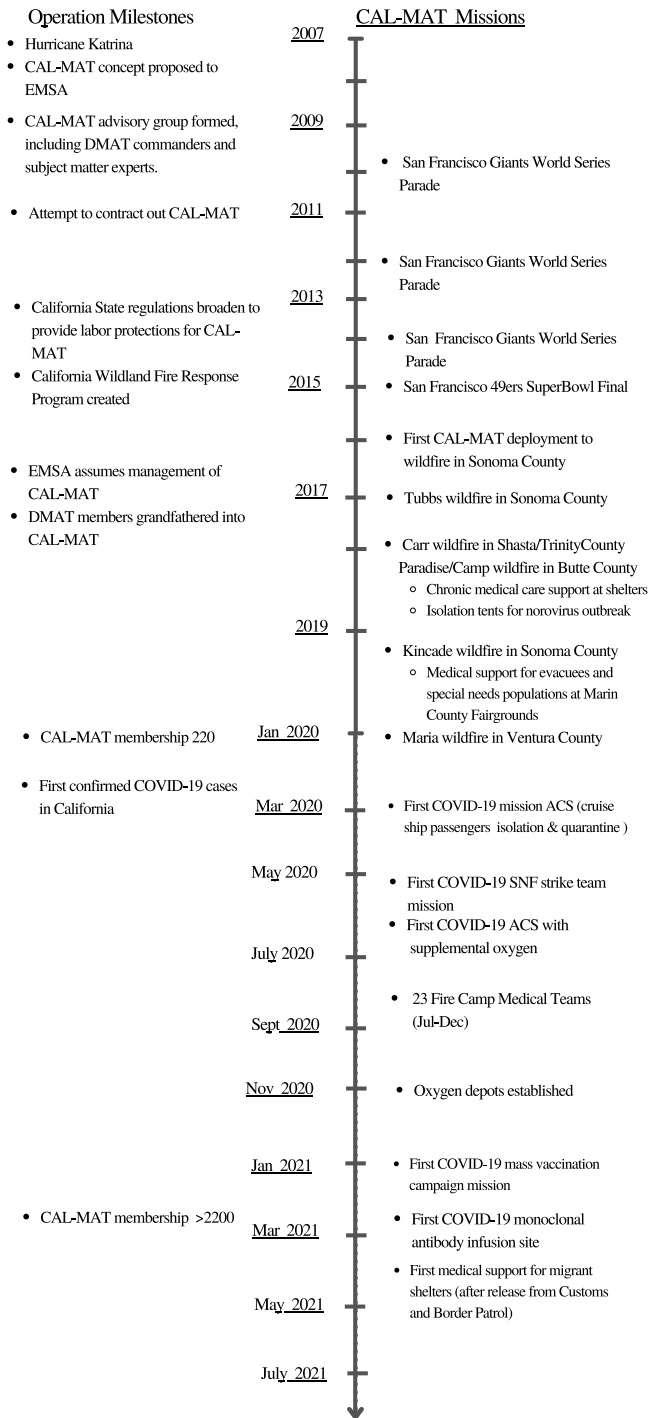 Operation Milestones
CAL-MAT Missions
2007
• Hurricane Katrina
• CAL-MAT concept proposed to
EMSA
2009
• CAL-MAT advisory group formed,
including DMAT commanders and
subject matter experts.
• San Francisco Giants World Series
Parade
2011
• Attempt to contract out CAL-MAT
• San Francisco Giants World Series
Parade
2013
• California State regulations broaden to
provide labor protections for CAL-
MAT
• San Francisco Giants World Series
Parade
• California Wildland Fire Response
Program created
2015
• San Francisco 49ers SuperBowl Final
• First CAL-MAT deployment to
wildfire in Sonoma County
• EMSA assumes management of
CAL-MAT
2017
• Tubbs wildfire in Sonoma County
• DMAT members grandfathered into
CAL-MAT
• Carr wildfire in Shasta/TrinityCounty
Paradise/Camp wildfire in Butte County
○ Chronic medical care support at shelters
○ Isolation tents for norovirus outbreak
2019
• Kincade wildfire in Sonoma County
○ Medical support for evacuees and
special needs populations at Marin
County Fairgrounds
• CAL-MAT membership 220
Jan 2020
• Maria wildfire in Ventura County
• First confirmed COVID-19 cases
in California
Mar 2020
• First COVID-19 mission ACS (cruise
ship passengers isolation & quarantine )
May 2020
• First COVID-19 SNF strike team
mission
• First COVID-19 ACS with
supplemental oxygen
July 2020
• 23 Fire Camp Medical Teams
(Jul-Dec)
Sept 2020
Nov 2020
• Oxygen depots established
Jan 2021
• First COVID-19 mass vaccination
campaign mission
• CAL-MAT membership >2200
Mar 2021
• First COVID-19 monoclonal
antibody infusion site
• First medical support for migrant
shelters (after release from Customs
and Border Patrol)
May 2021
July 2021